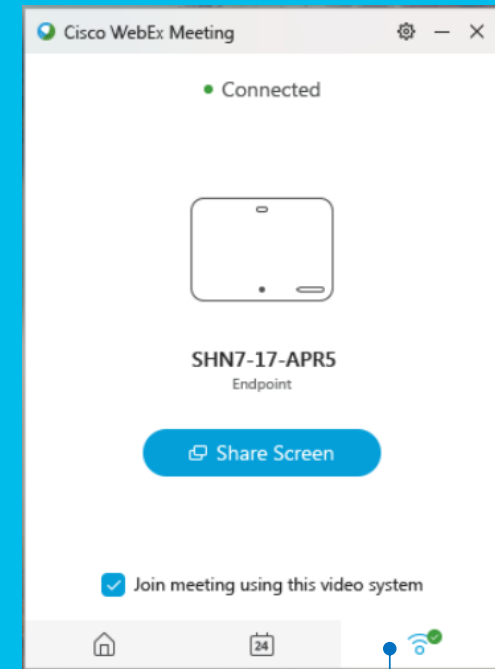 Cisco WebEx Meeting
Connected
SHN7-17-APR5
Endpoint
Share Screen
Join meeting using this video system
24